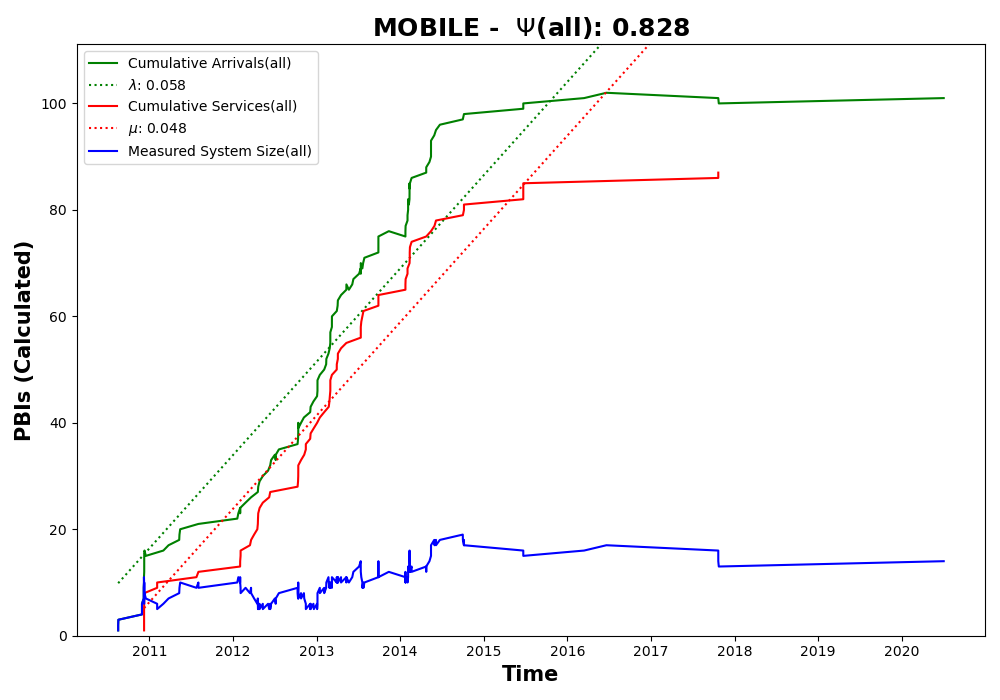 MOBILE - Ψ(all): 0.828
Cumulative Arrivals(all)
λ: 0.058
Cumulative Services(all)
μ: 0.048
Measured System Size(all)
PBIs (Calculated)
100
80
60
40
20
0
2011 2012 2013 2014 2015 2016 2017 2018 2019 2020
Time